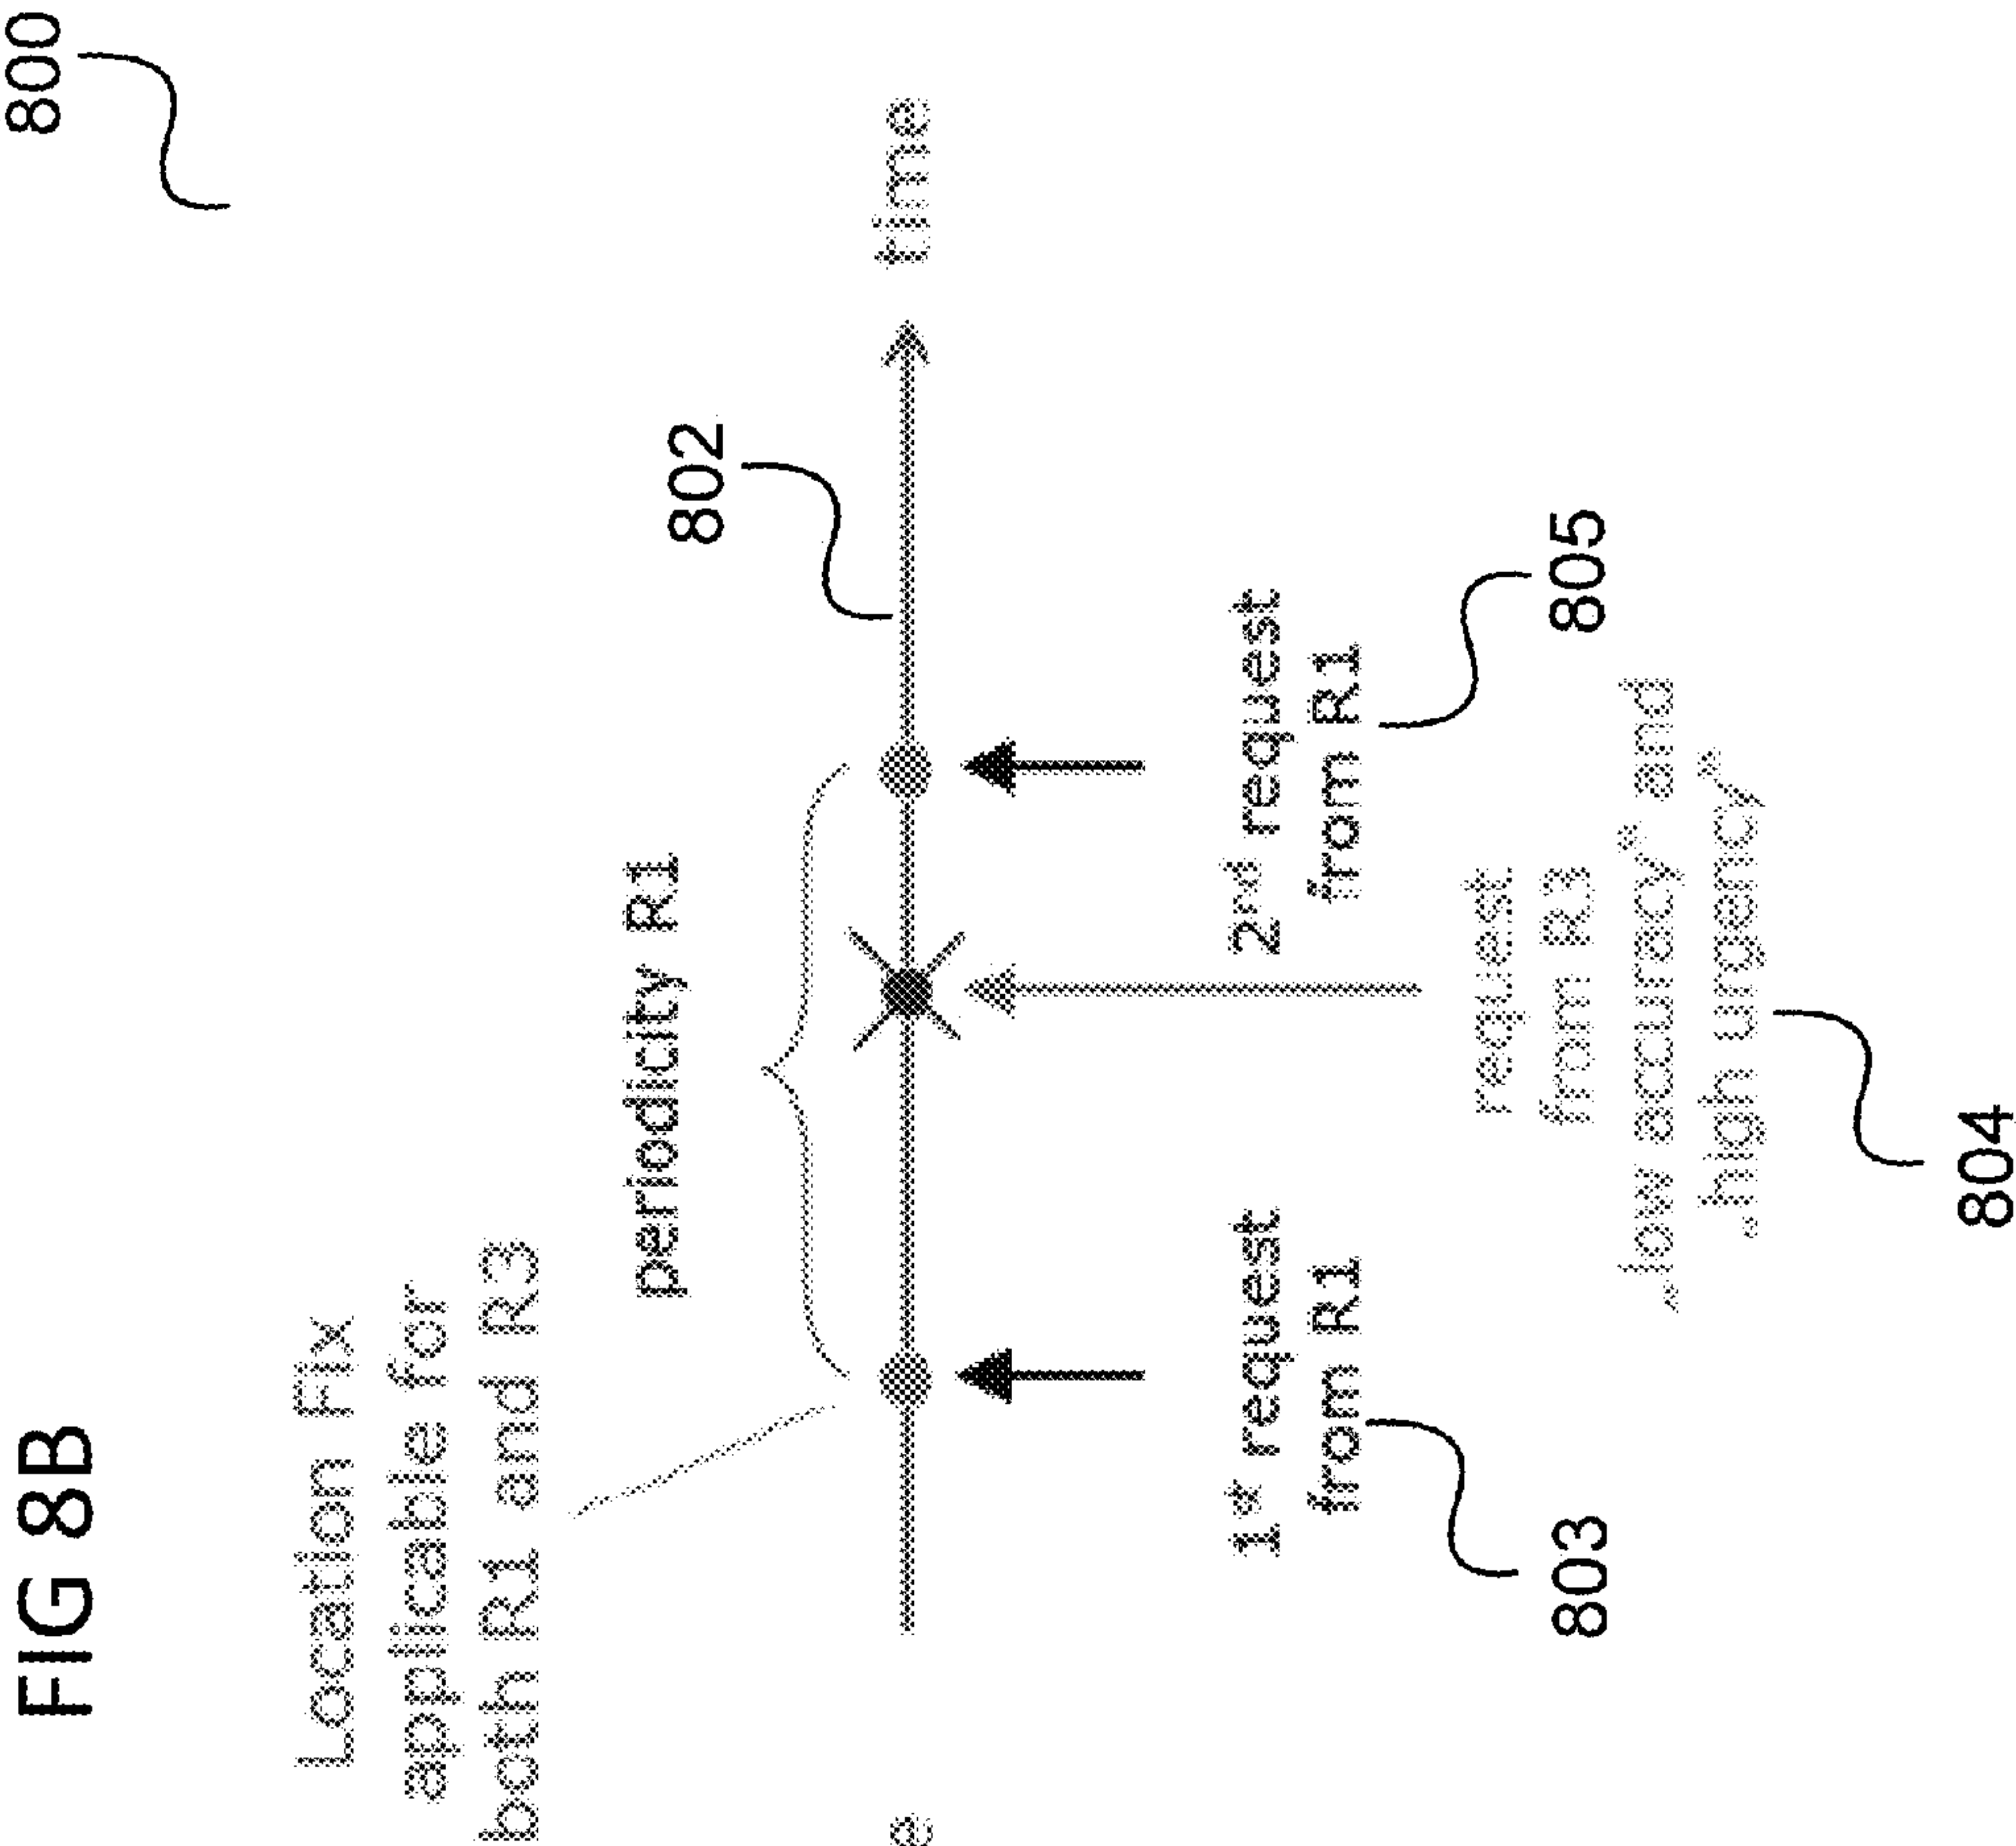 FIG 8B
800
Location Fix
applicable for
both R1 and R3
periodicity R1
802
e
time
1st request
from R1
2rd request
from R1
803
805
request
from R3
„low accuracy“ and
„high urgency“
804